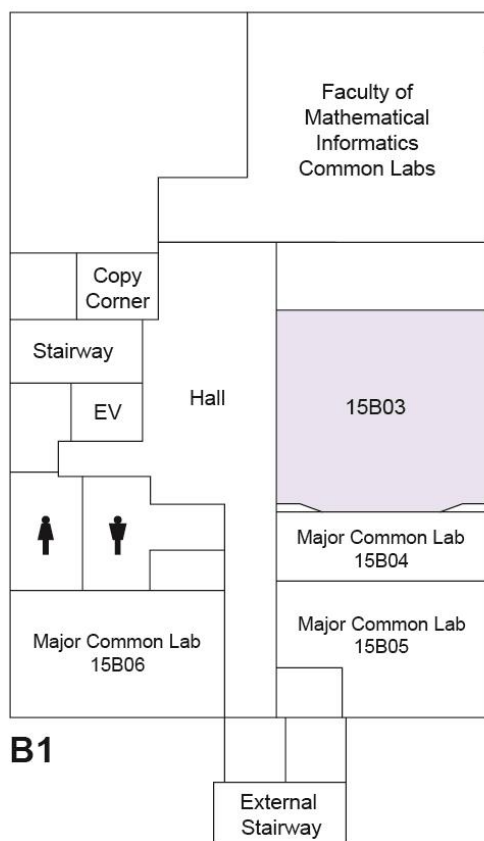 Faculty of
Mathematical
Informatics
Common Labs
Copy
Corner
Stairway
EV
Hall
15B03
Major Common Lab
15B04
Major Common Lab
15B05
Major Common Lab
15B06
B1
External
Stairway